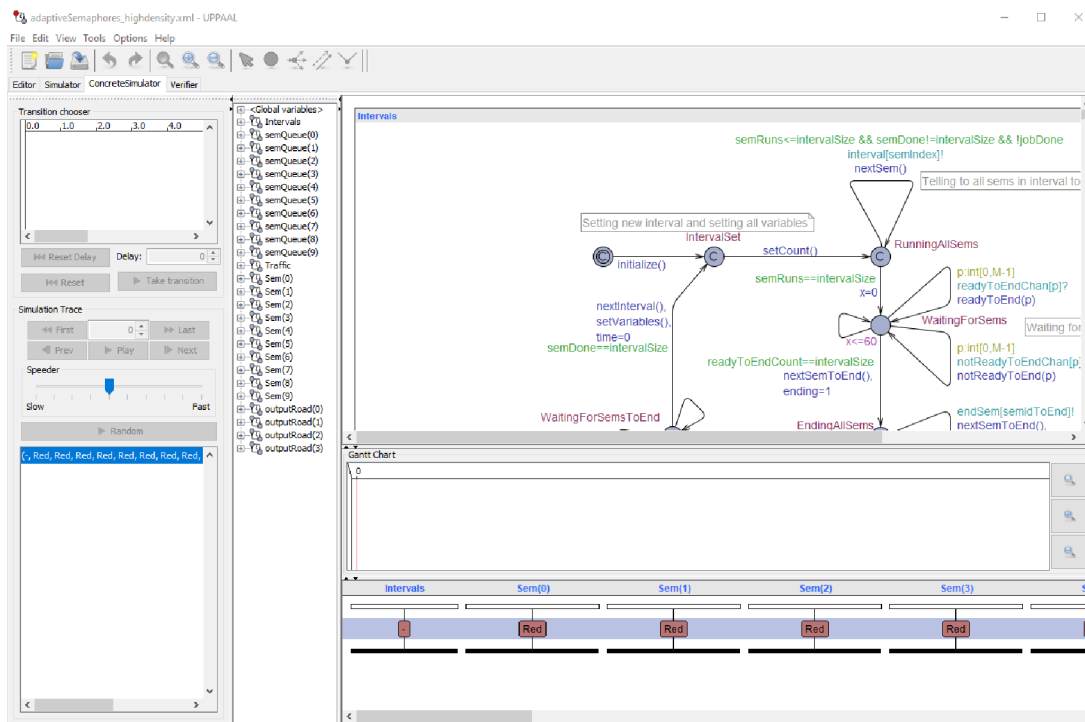 adaptiveSemaphores_highdensity.xml - UPPAAL
File Edit View Tools Options Help
Editor Simulator ConcreteSimulator Verifier
Transition chooser
0.0 ,1.0 ,2.0 ,3.0 ,4.0
Reset Delay Delay: 0
Reset Take transition
Simulation Trace
First 0 Last
Prev Play Next
Speeder
Slow Fast
Random
(-, Red, Red, Red, Red, Red, Red, Red, Red,
<Global variables>
Intervals
semQueue(0)
semQueue(1)
semQueue(2)
semQueue(3)
semQueue(4)
semQueue(5)
semQueue(6)
semQueue(7)
semQueue(8)
semQueue(9)
Traffic
Sem(0)
Sem(1)
Sem(2)
Sem(3)
Sem(4)
Sem(5)
Sem(6)
Sem(7)
Sem(8)
Sem(9)
outputRoad(0)
outputRoad(1)
outputRoad(2)
outputRoad(3)
Intervals
semRuns<=intervalSize && semDone!=intervalSize && !jobDone
interval[semIndex]!
nextSem()
Telling to all sems in interval to
Setting new interval and setting all variables
IntervalSet
C
initialize()
C
setCount()
C
RunningAllSems
semRuns==intervalSize
x=0
p:int[0,M-1]
readyToEndChan[p]?
readyToEnd(p)
nextInterval(),
setVariables(),
time=0
semDone==intervalSize
WaitingForSems
x<=60
Waiting for
p:int[0,M-1]
notReadyToEndChan[p]
notReadyToEnd(p)
readyToEndCount==intervalSize
nextSemToEnd(),
ending=1
WaitingForSemsToEnd
EndingAllSems
endSem[semidToEnd]!
nextSemToEnd(),
Gantt Chart
0
Intervals Sem(0) Sem(1) Sem(2) Sem(3) S
- Red Red Red Red